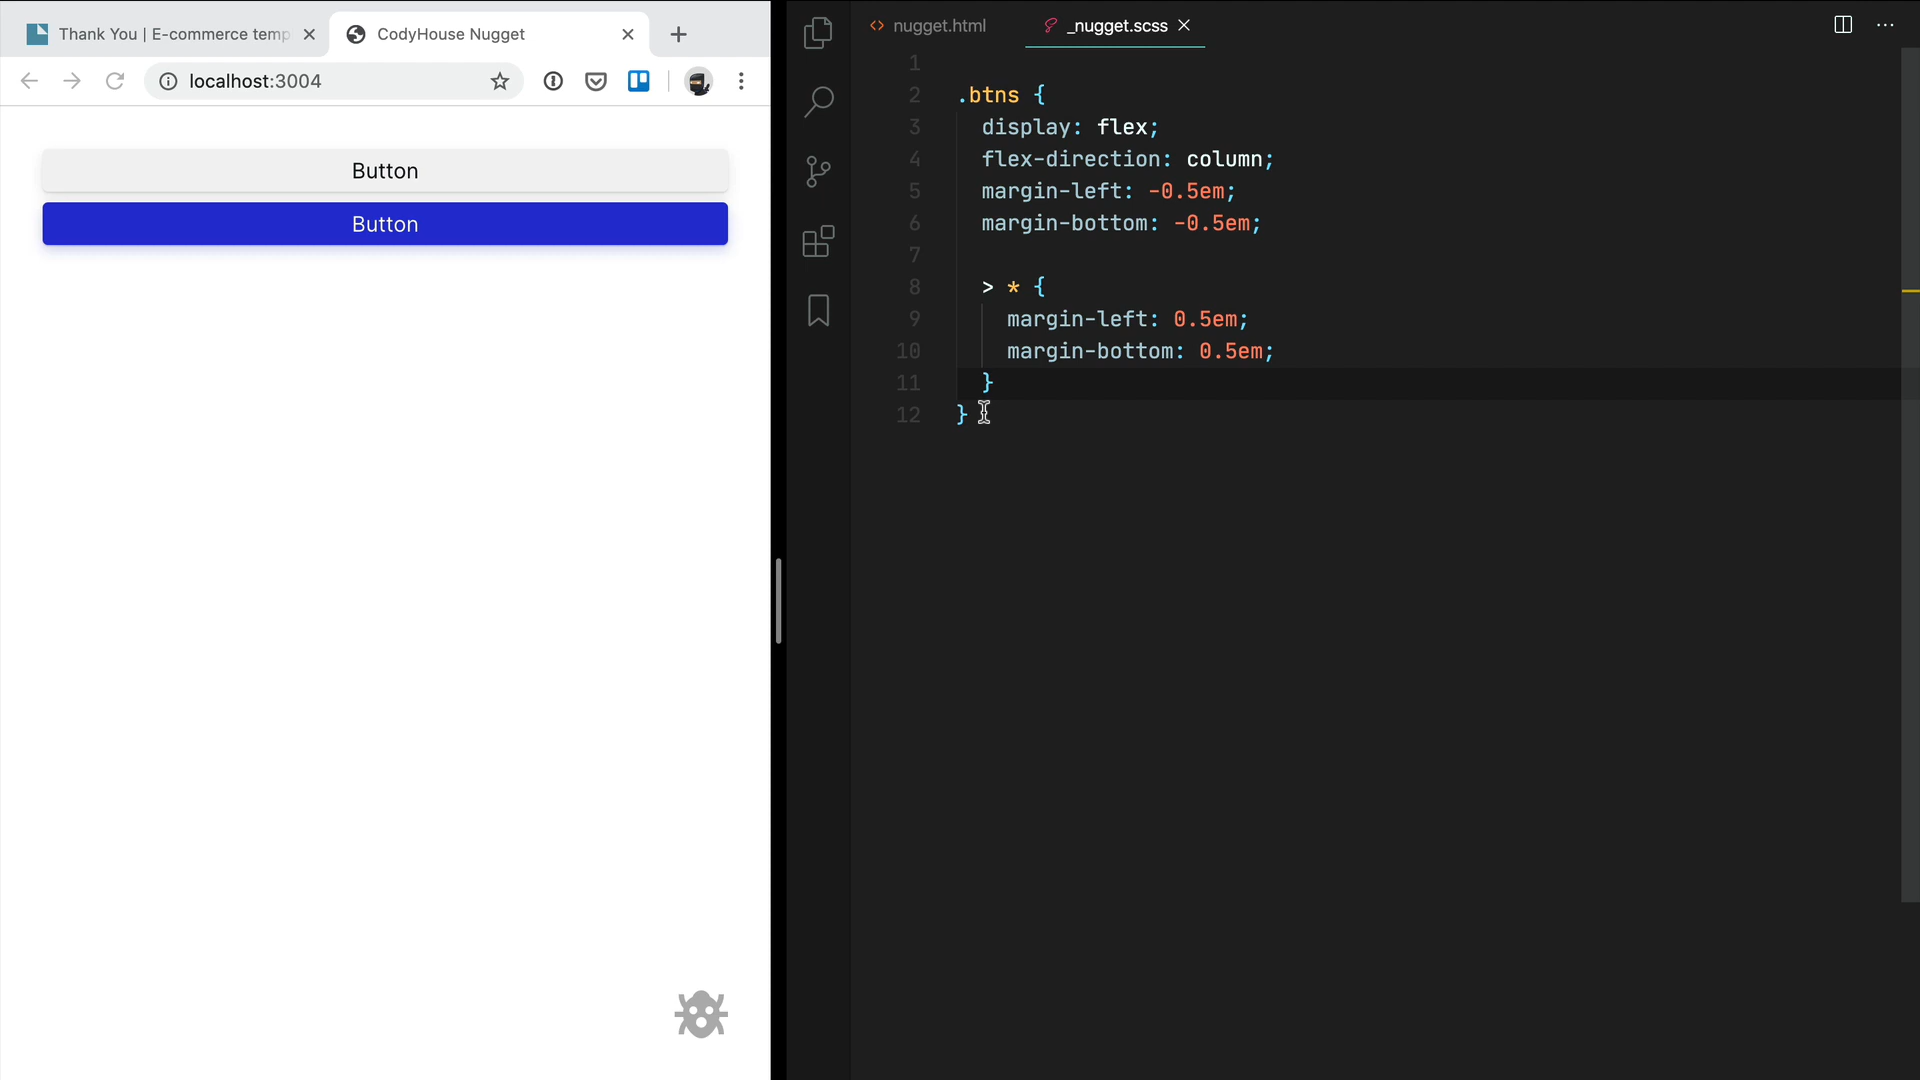 Thank You | E-commerce temp
CodyHouse Nugget
localhost:3004
Button
Button
nugget.html
_nugget.scss
1
2 .btns {
3 display: flex;
4 flex-direction: column;
5 margin-left: -0.5em;
6 margin-bottom: -0.5em;
7
8 > * {
9 margin-left: 0.5em;
10 margin-bottom: 0.5em;
11 }
12 }